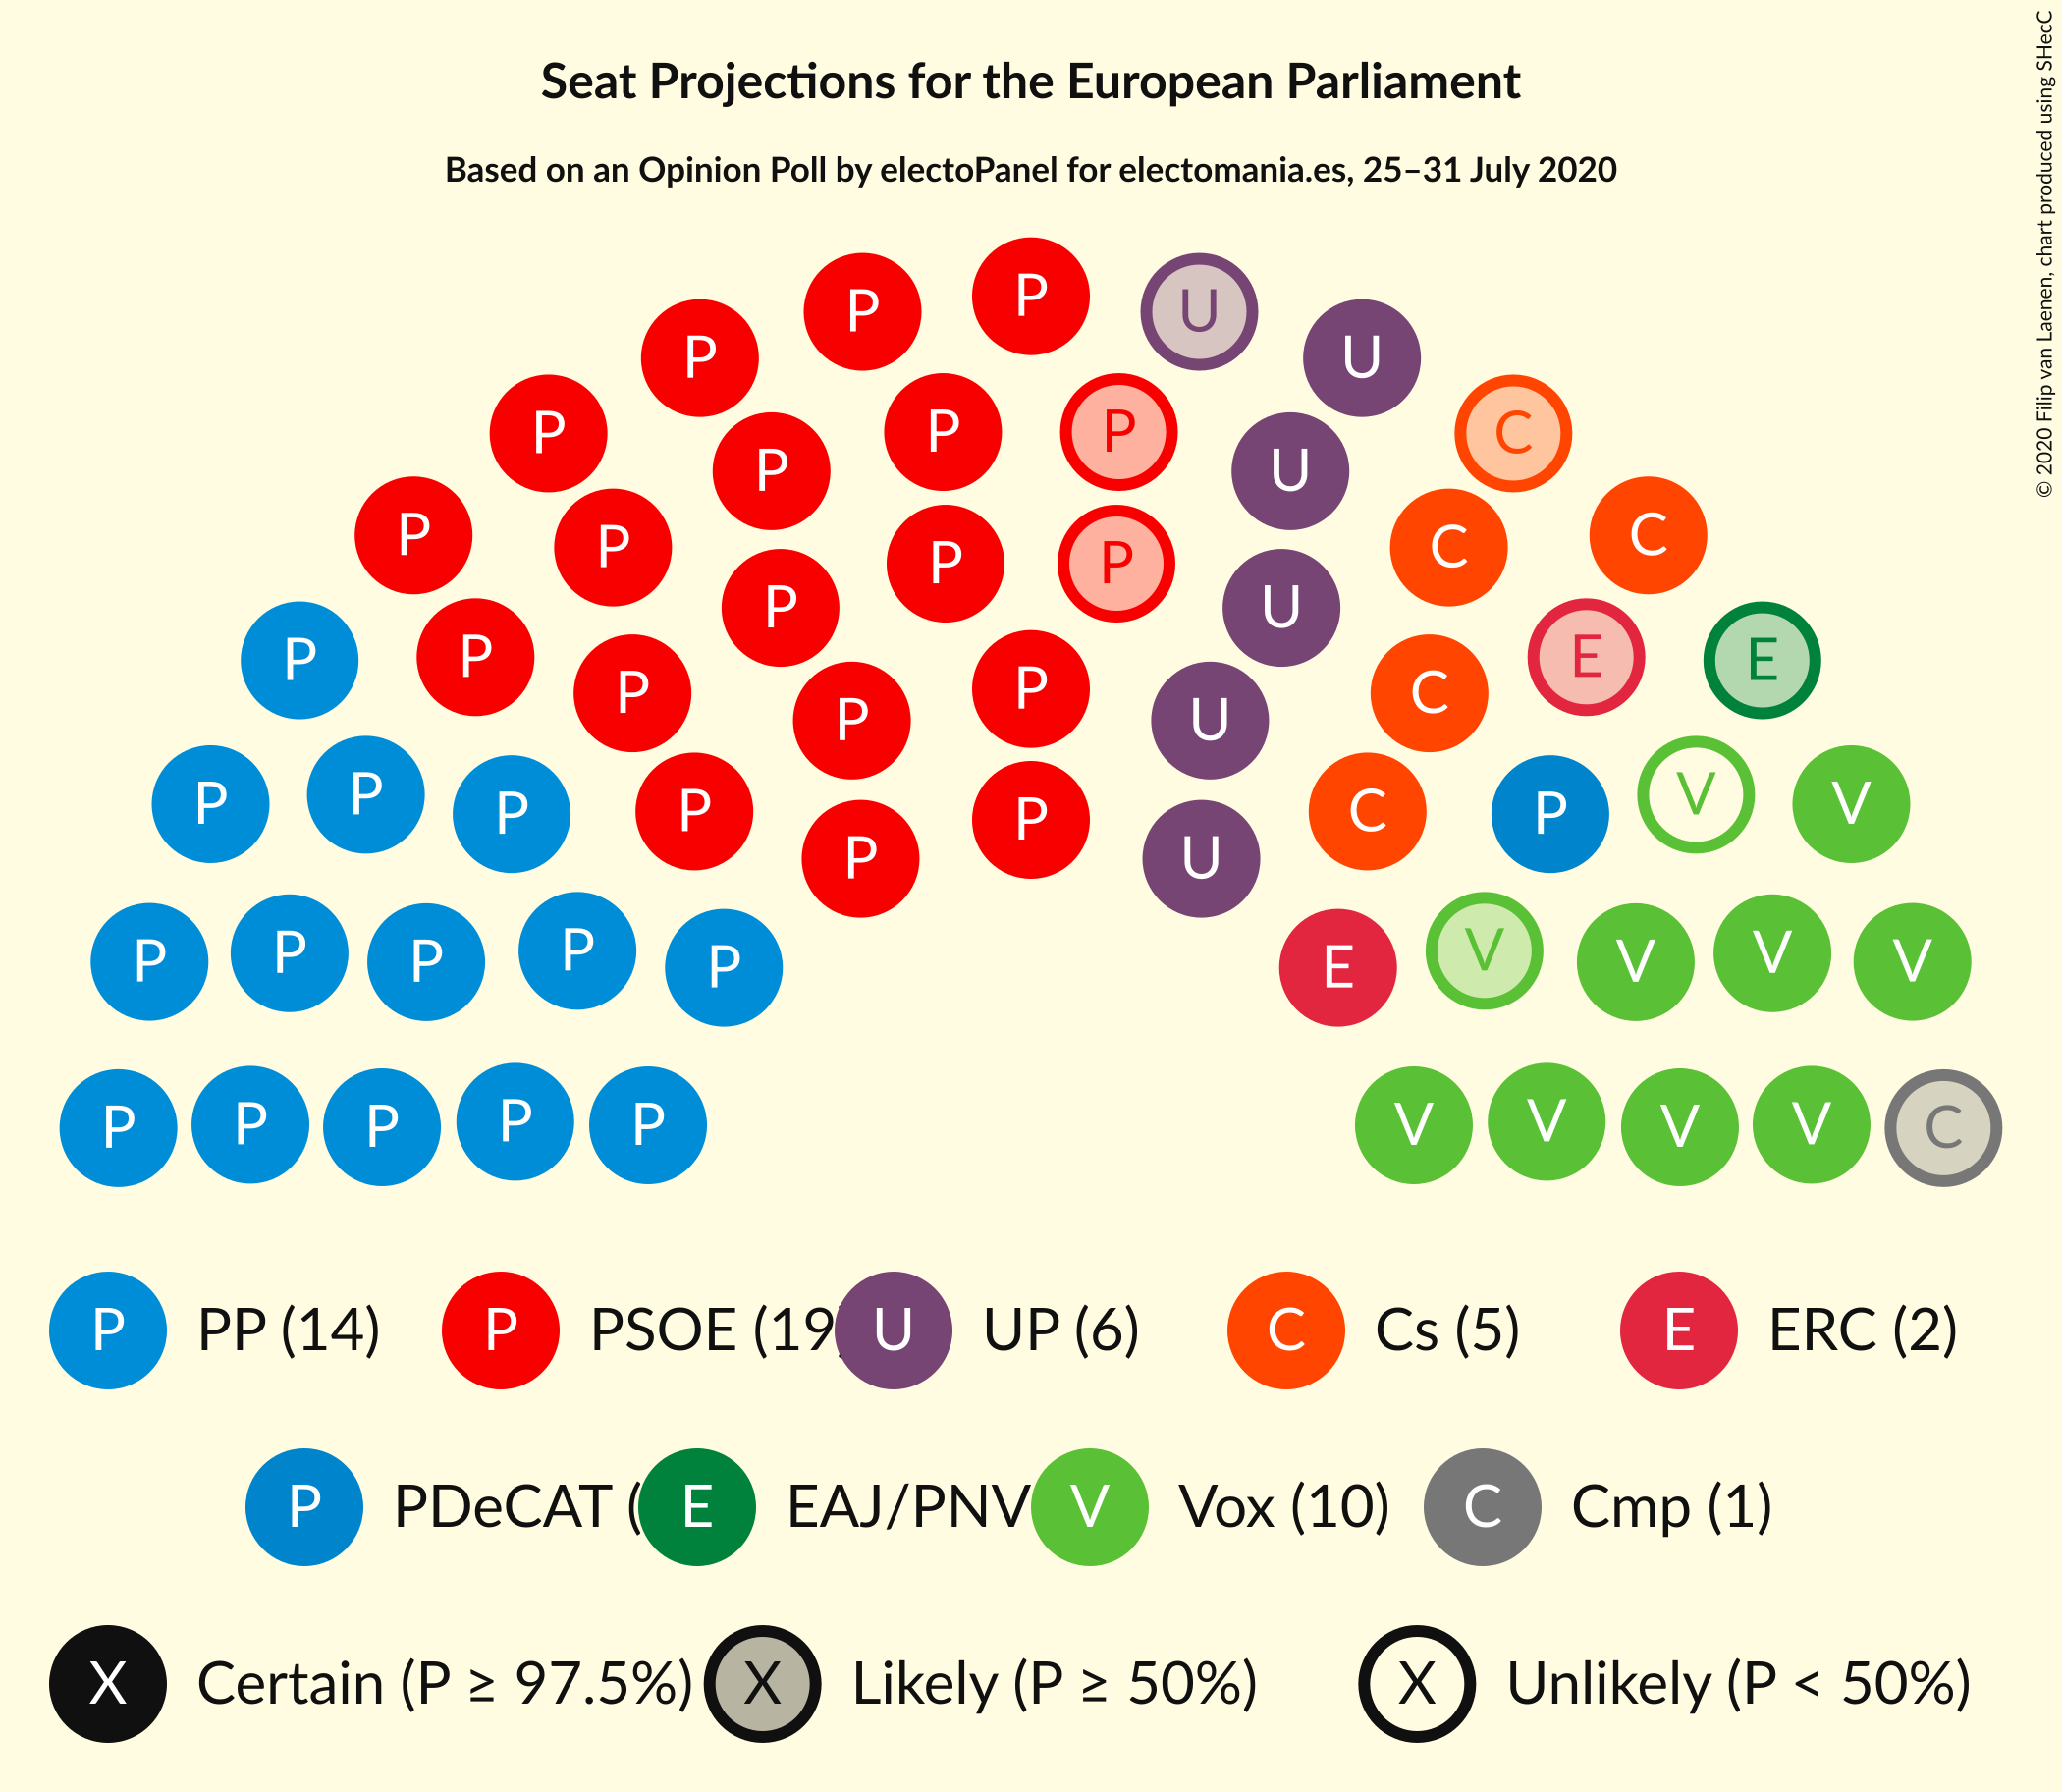 Seat Projections for the European Parliament
Based on an Opinion Poll by electoPanel for electomania.es, 25–31 July 2020
© 2020 Filip van Laenen, chart produced using SHecC
P
P U
P U
P P P C
P U
P P P P C C
P U
P P E E
P P C
P U
P P P P P C P V V
P U
P P P P P E V V V V
P P P P P V V V V C
P PP (14) P PSOE (19 U UP (6) C Cs (5) E ERC (2)
P PDeCAT ( E EAJ/PNV V Vox (10) C Cmp (1)
X Certain (P ≥ 97.5%) X Likely (P ≥ 50%) X Unlikely (P < 50%)